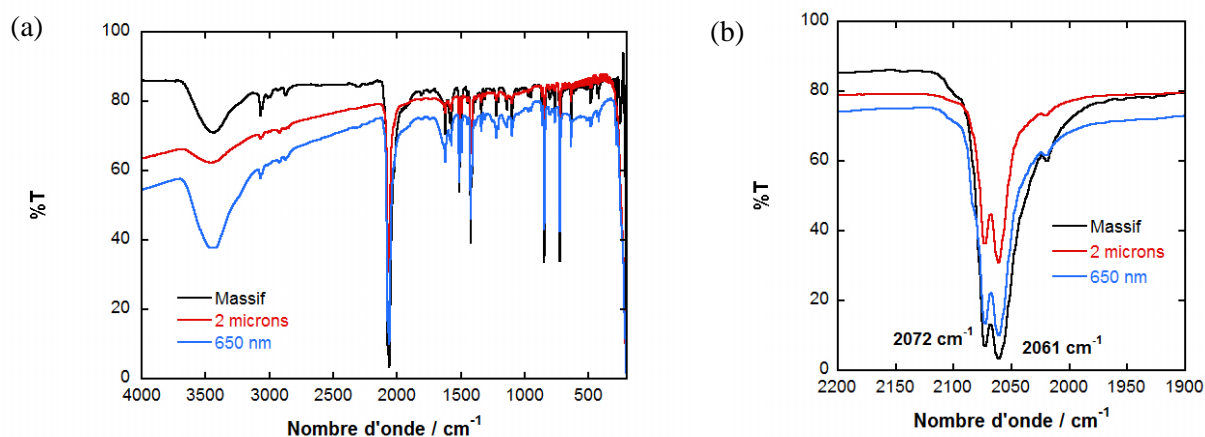 (a)
100
80
60
40
20
0
%T
Massif
2 microns
650 nm
4000 3500 3000 2500 2000 1500 1000 500
Nombre d'onde / cm-1
(b)
100
80
60
40
20
0
%T
Massif
2 microns
650 nm
2072 cm-1
2061 cm-1
2200 2150 2100 2050 2000 1950 1900
Nombre d'onde / cm-1